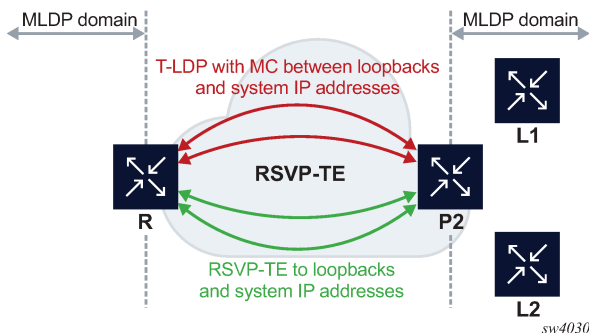 MLDP domain
MLDP domain
T-LDP with MC between loopbacks
and system IP addresses
L1
RSVP-TE
R
P2
RSVP-TE to loopbacks
and system IP addresses
L2
sw4030